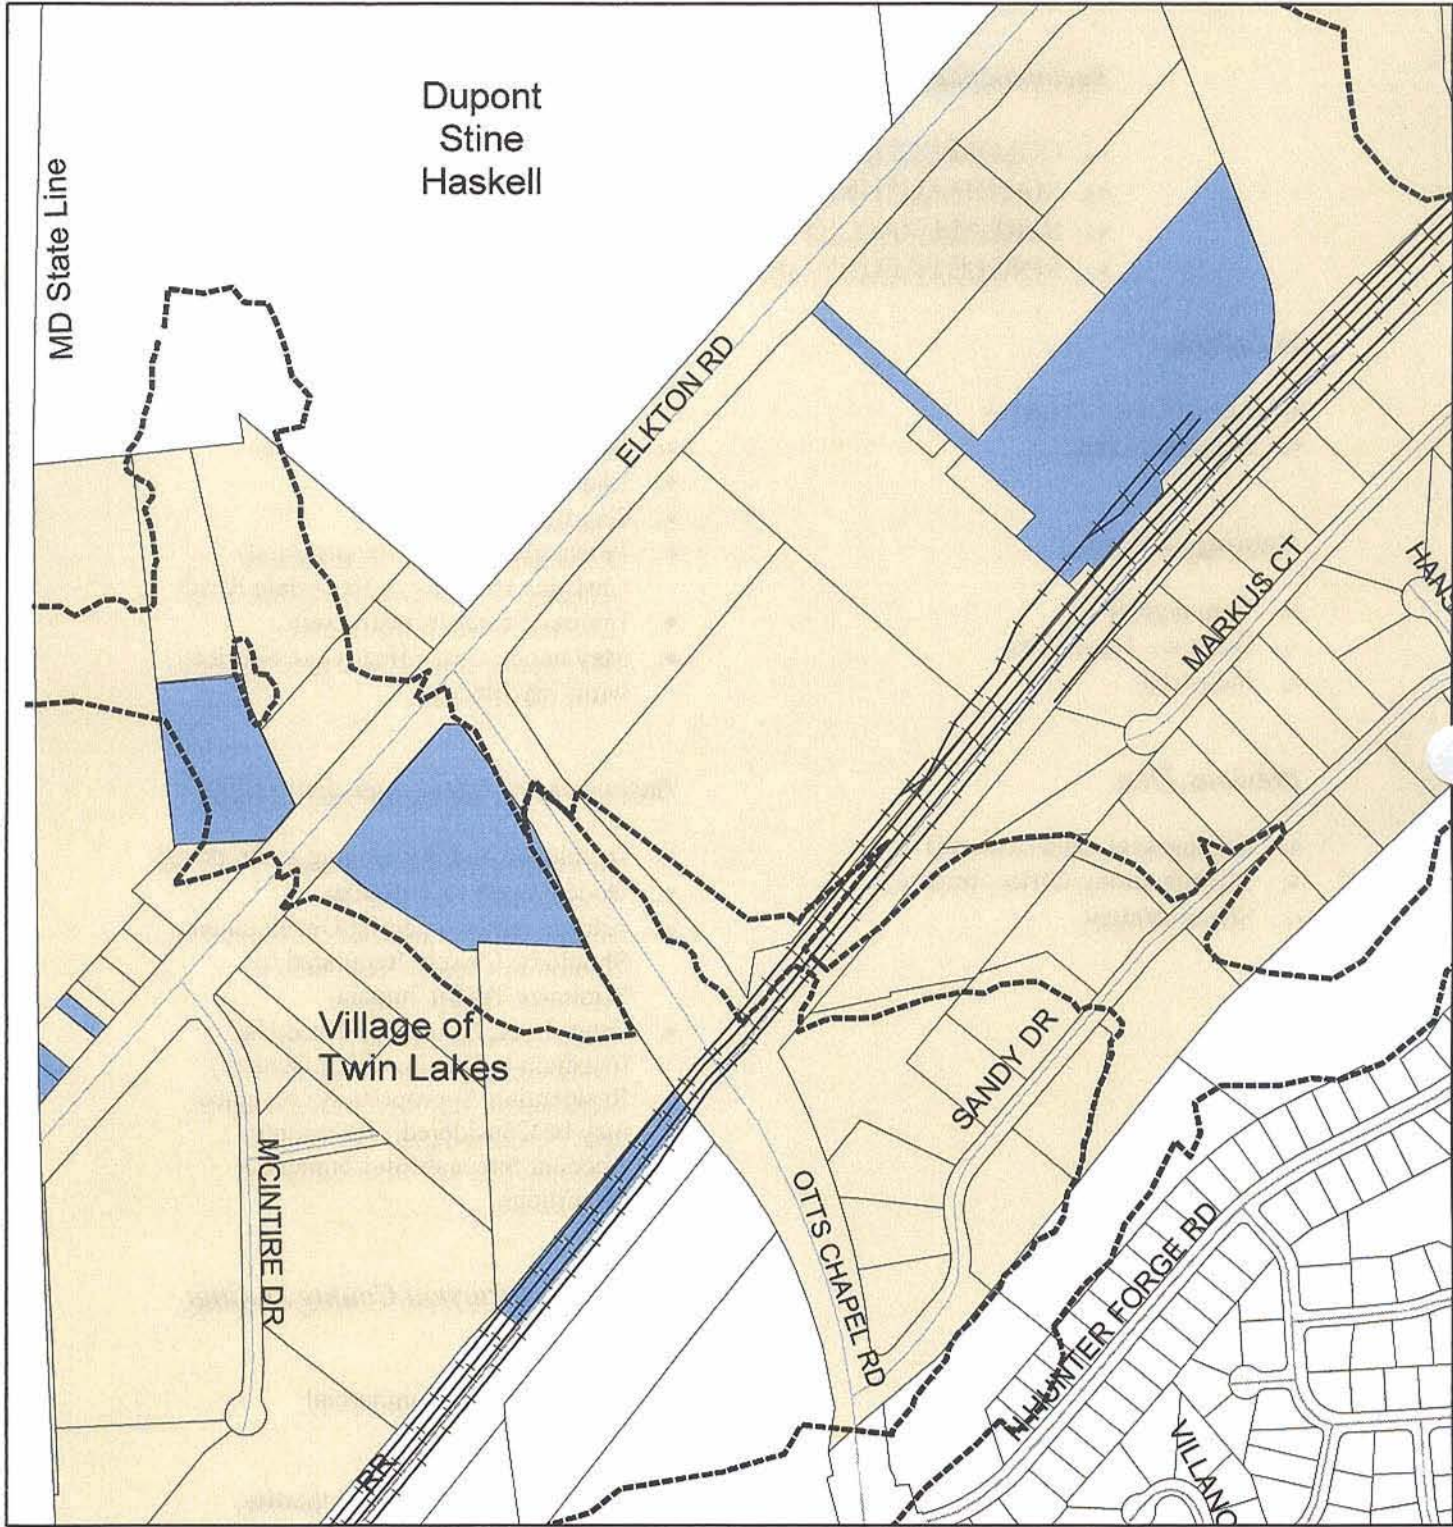 Dupont
Stine
Haskell
MD State Line
ELKTON RD
MARKUS CT
HANS
Village of
Twin Lakes
SANDY DR
MCINTIRE DR
OTTS CHAPEL RD
N HUNTER FORGE RD
VILLANO
RR